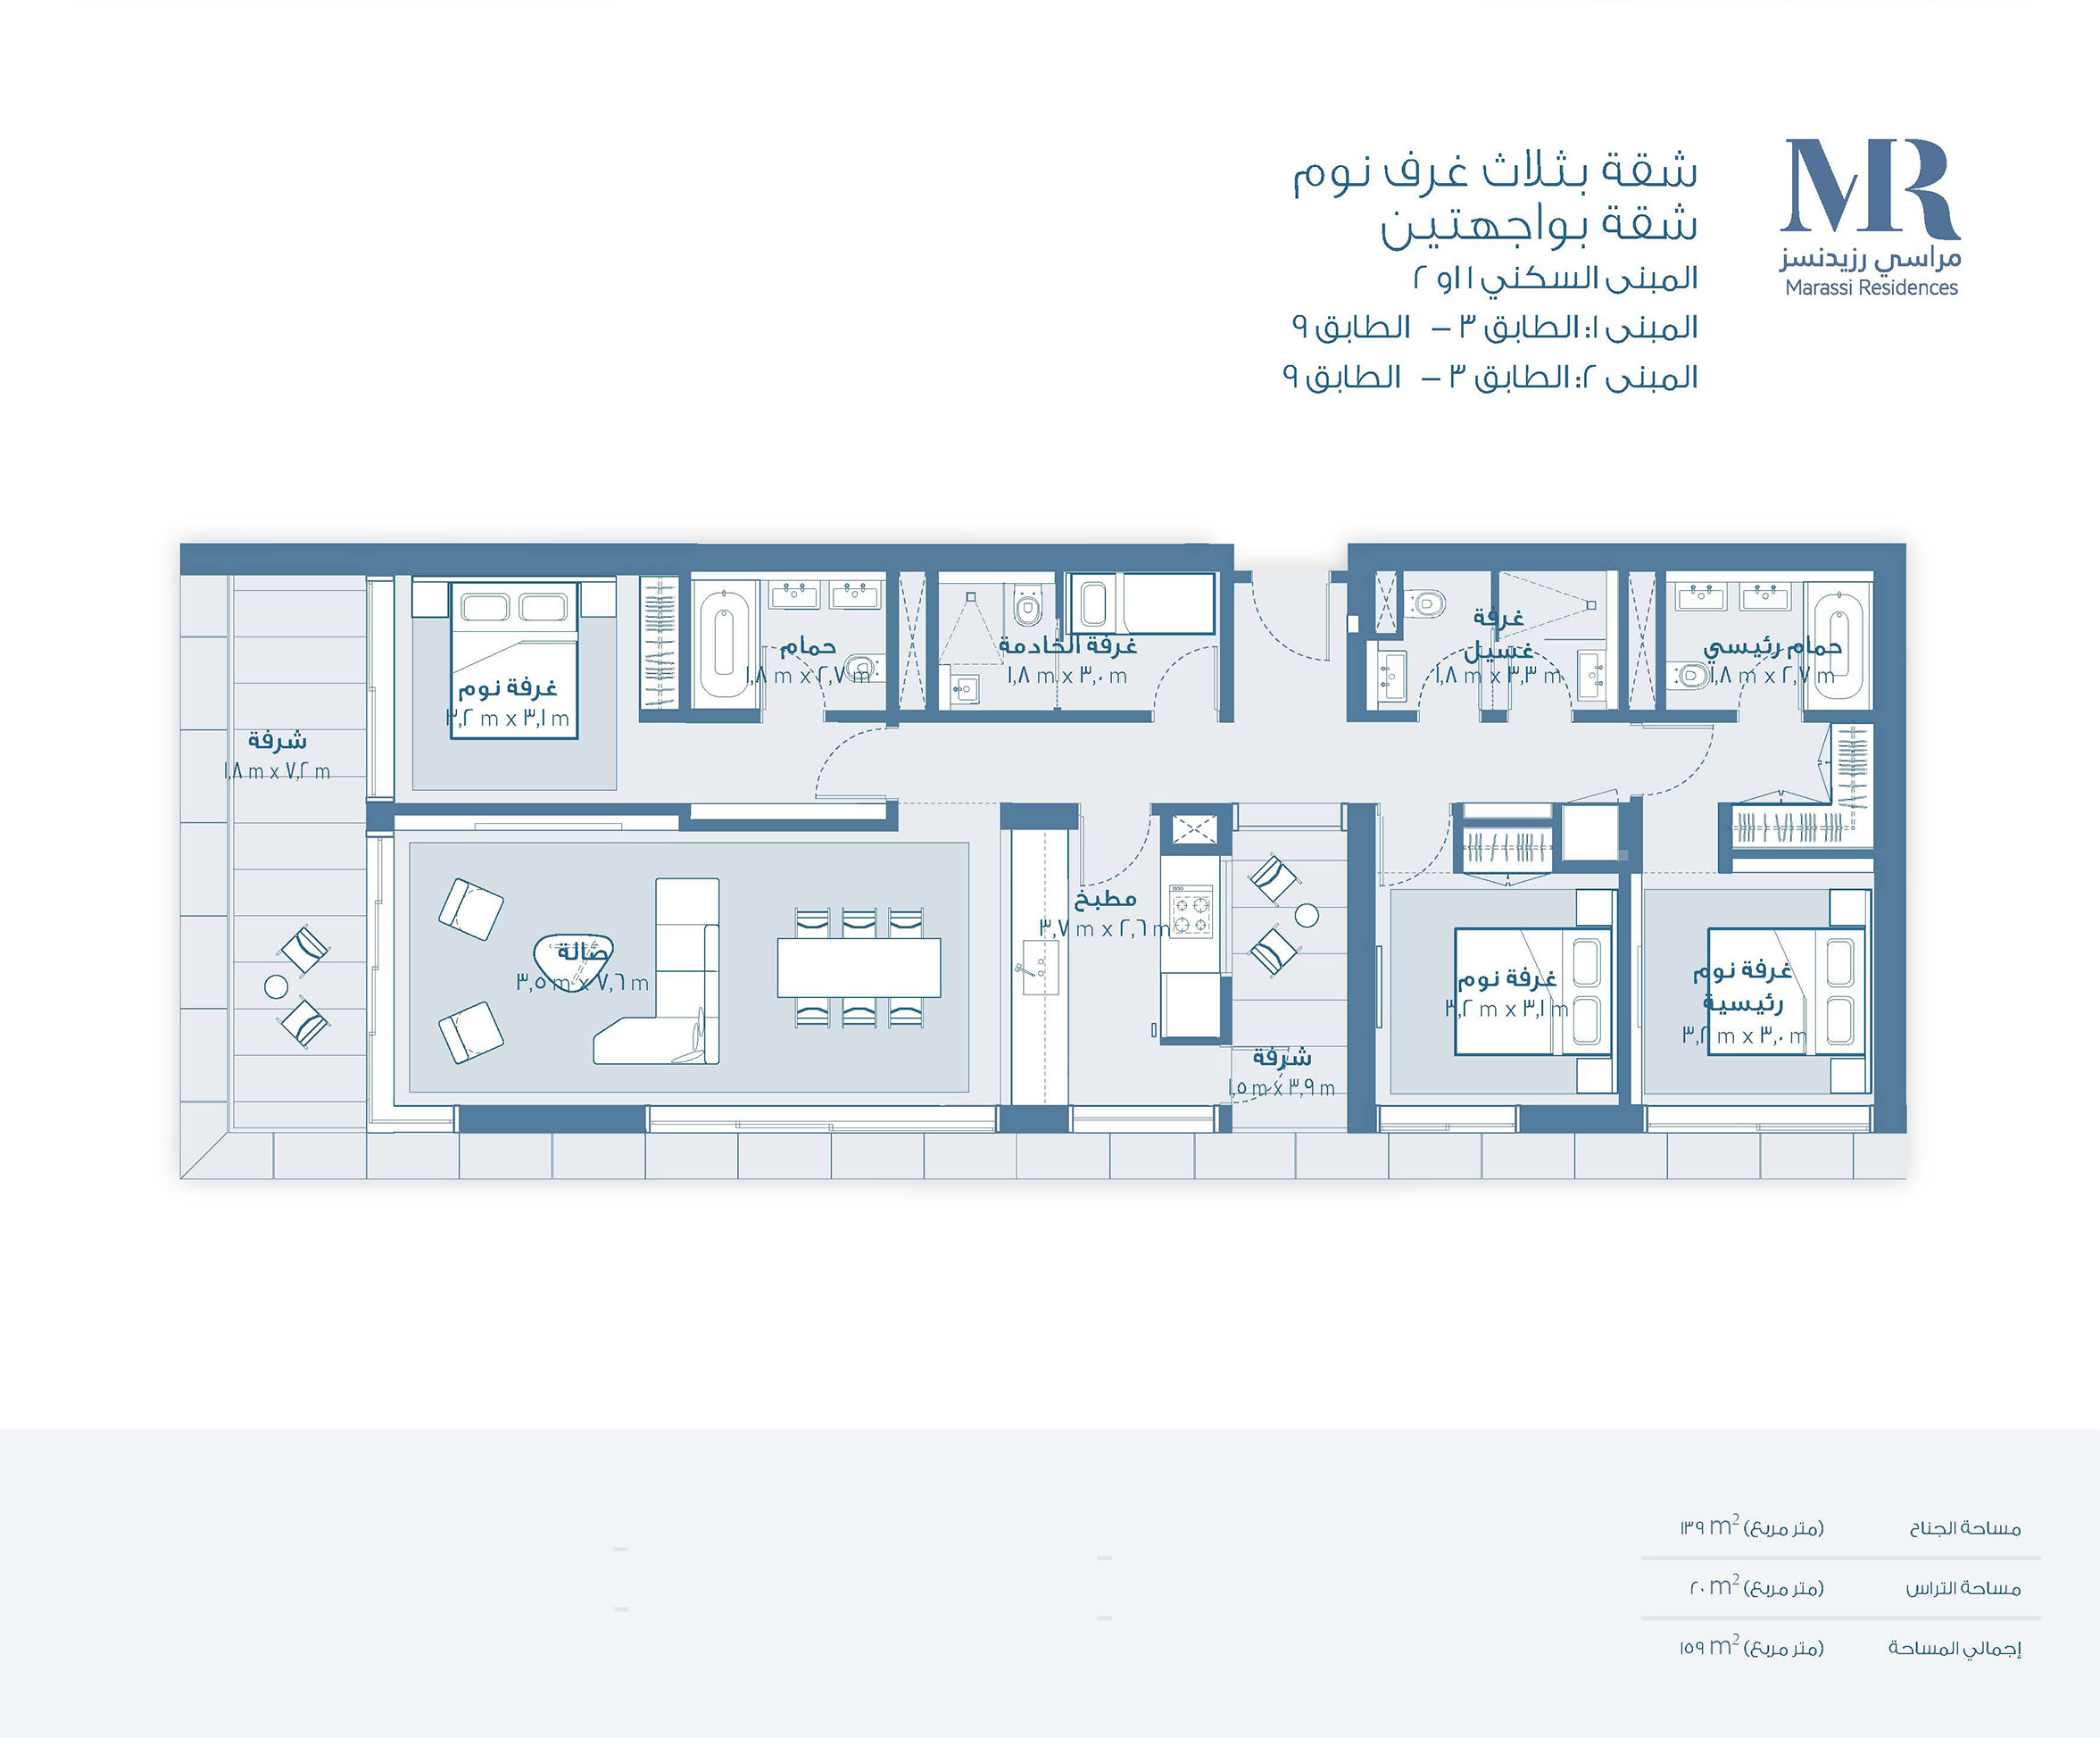 شقة بثلاث غرف نوم
شقة بواجهتين
المبنى السكني ١ او ٢
المبنى ١: الطابق ٣ – الطابق ٩
المبنى ٢: الطابق ٣ – الطابق ٩
MR
مراسي رزيدنسز
Marassi Residences
حمام رئيسي
١,٨ m x ٢,٧ m
غرفة
غسيل
١,٨ m x ٣,٣ m
غرفة الخادمة
١,٨ m x ٣,٠ m
حمام
١,٨ m x ٢,٧ m
غرفة نوم
٣,٢ m x ٣,١ m
شرفة
١,٨ m x ٧,٢ m
غرفة نوم
رئيسية
٣,٢ m x ٣,٠ m
غرفة نوم
٣,٢ m x ٣,١ m
شرفة
١,٥ m x ٣,٩ m
مطبخ
٣,٧ m x ٢,٦ m
صالة
٣,٥ m x ٧,٦ m
مساحة الجناح (متر مربع) ١٣٩ m²
مساحة التراس (متر مربع) ٢٠ m²
إجمالي المساحة (متر مربع) ١٥٩ m²